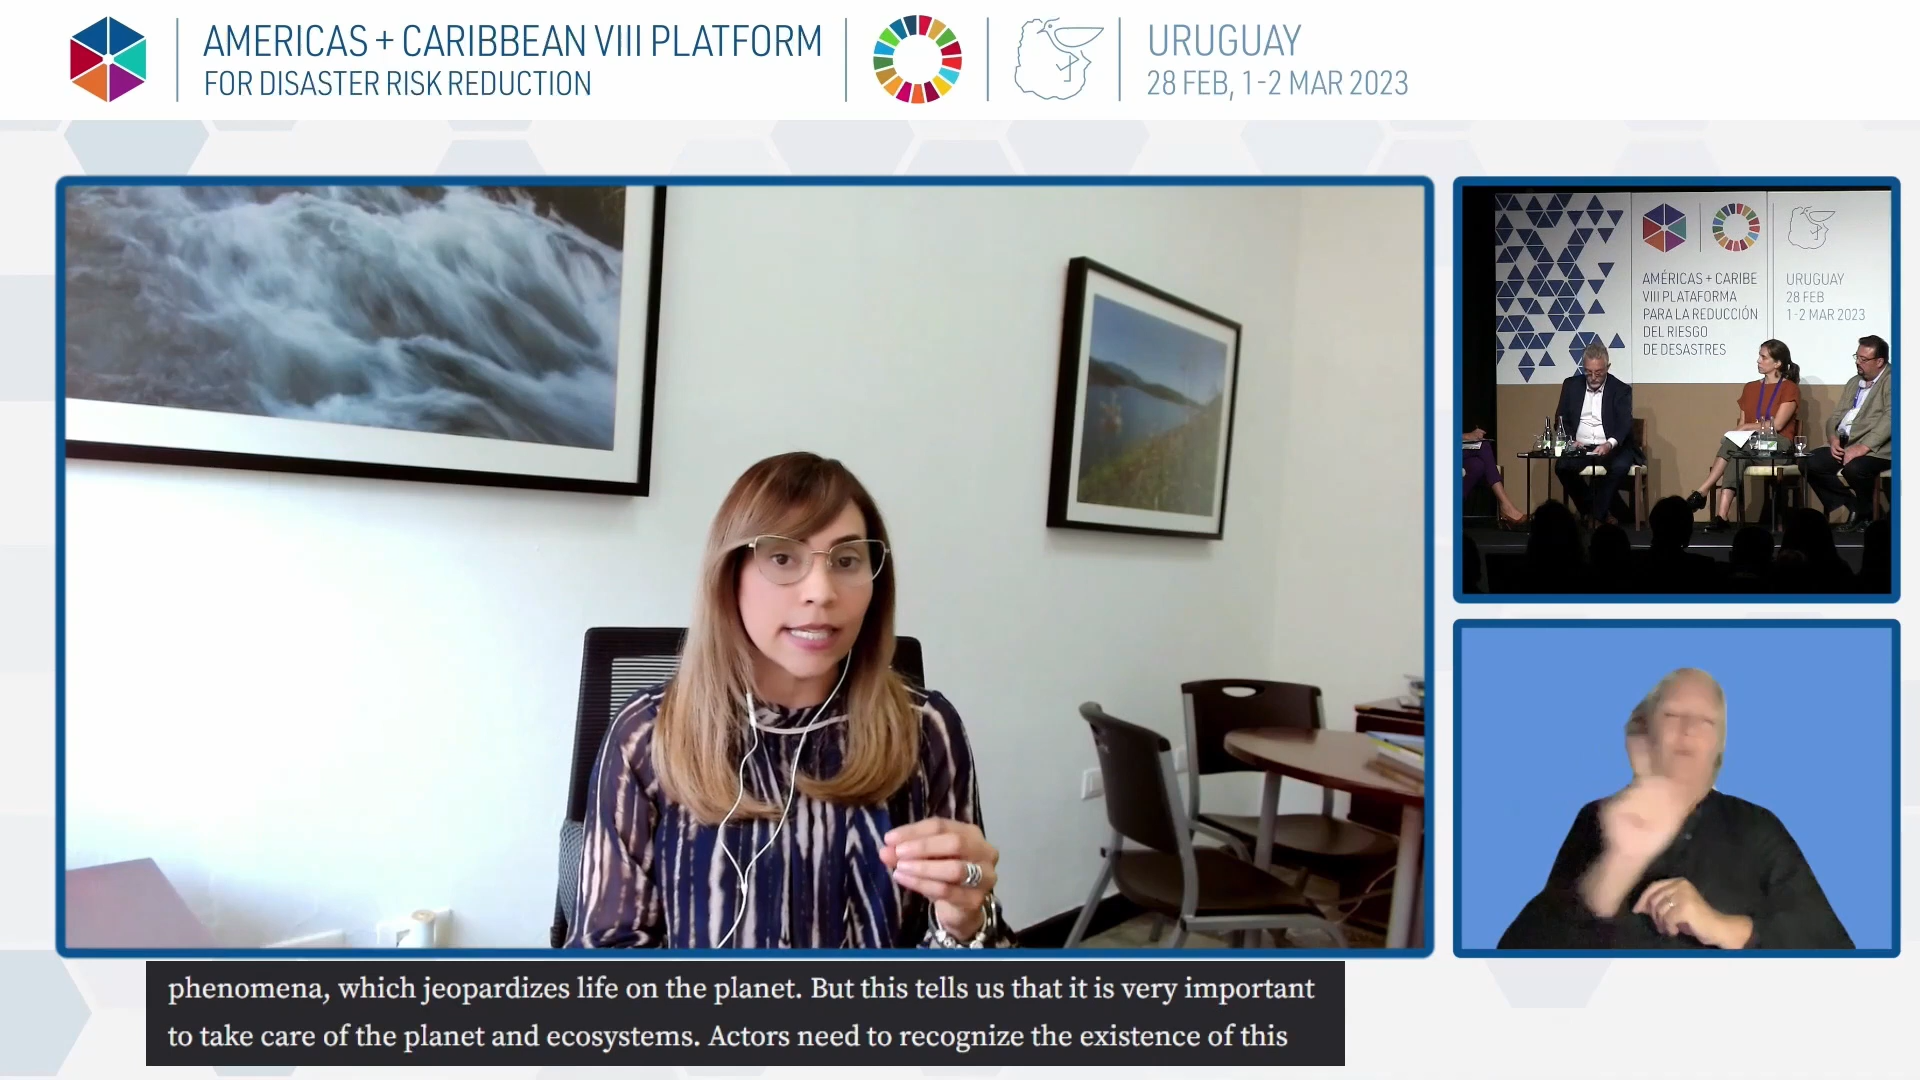 AMERICAS + CARIBBEAN VIII PLATFORM
FOR DISASTER RISK REDUCTION
URUGUAY
28 FEB, 1-2 MAR 2023
AMÉRICAS + CARIBE
VIII PLATAFORMA
PARA LA REDUCCIÓN
DEL RIESGO
DE DESASTRES
URUGUAY
28 FEB
1-2 MAR 2023
phenomena, which jeopardizes life on the planet. But this tells us that it is very important
to take care of the planet and ecosystems. Actors need to recognize the existence of this